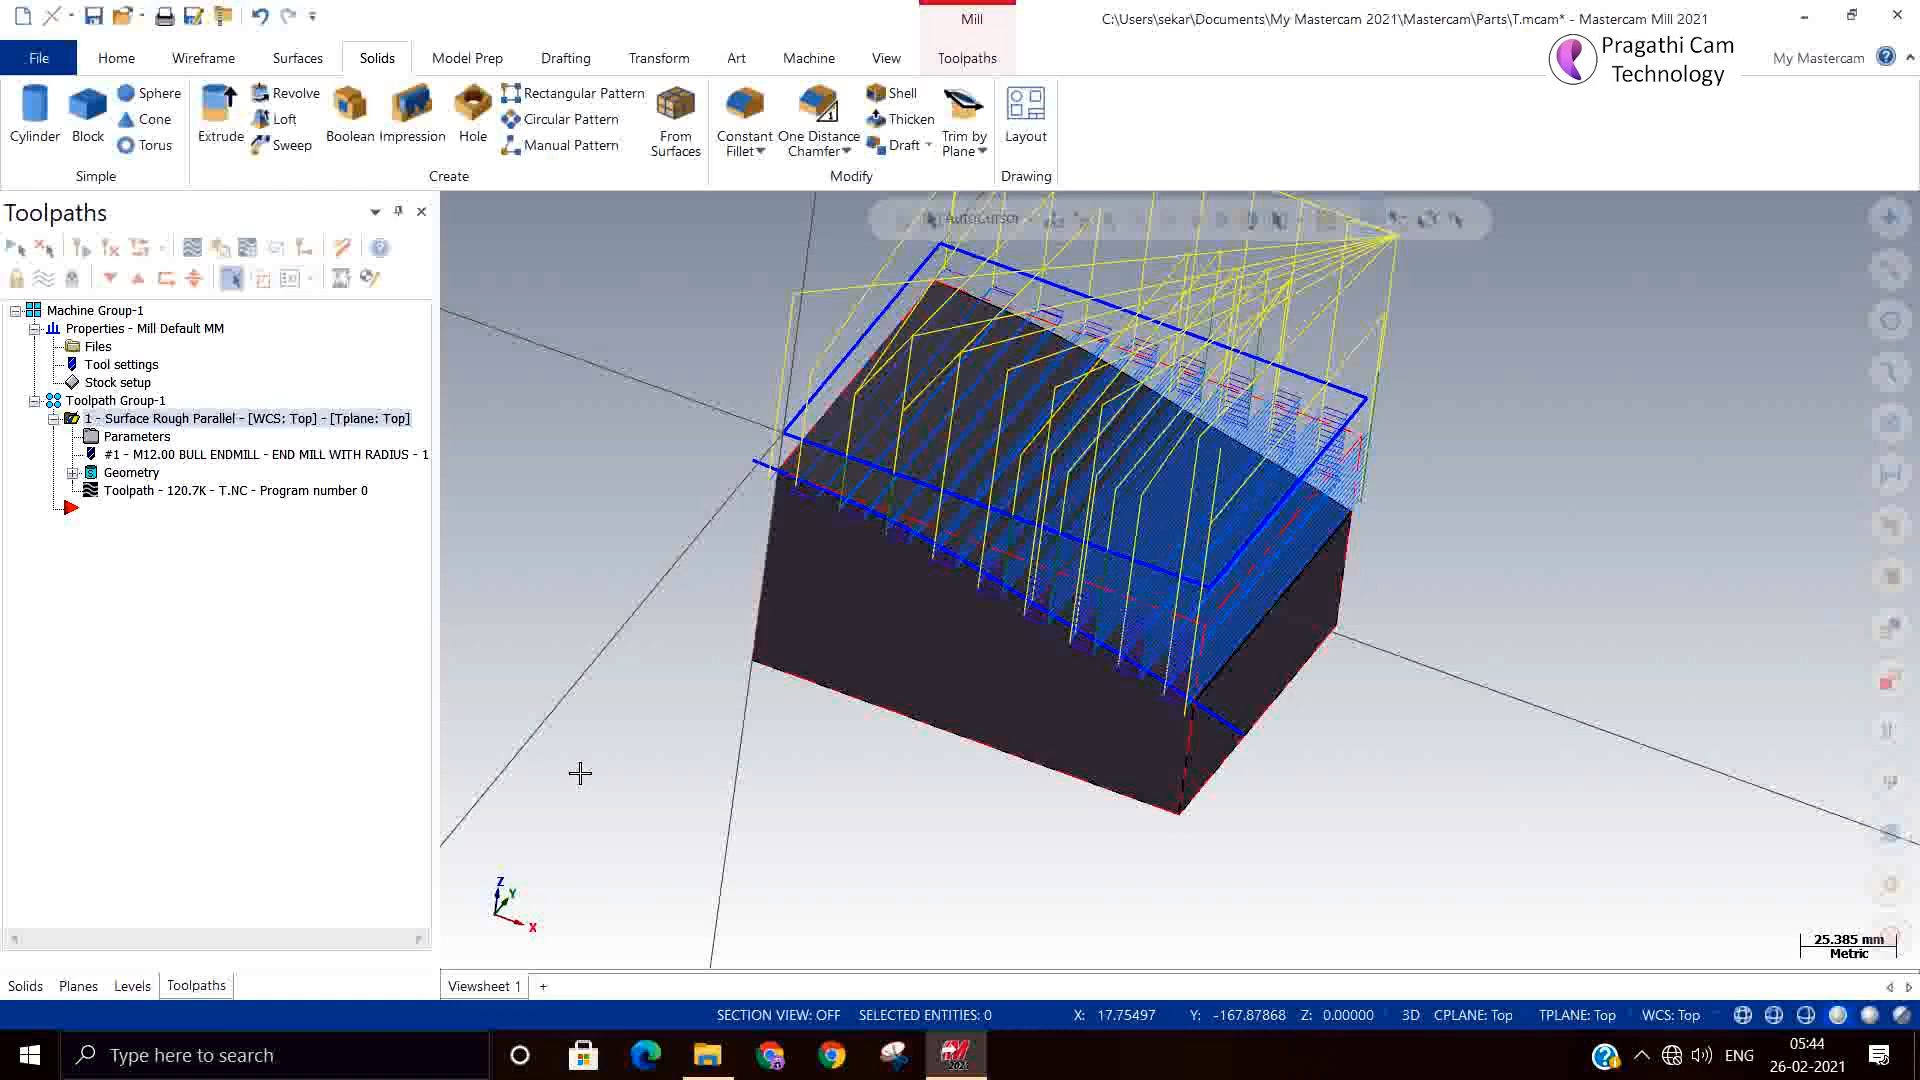 Mill
C:\Users\sekar\Documents\My Mastercam 2021\Mastercam\Parts\T.mcam* - Mastercam Mill 2021
File
Home
Wireframe
Surfaces
Solids
Model Prep
Drafting
Transform
Art
Machine
View
Toolpaths
Pragathi Cam
Technology
My Mastercam
Cylinder
Block
Sphere
Cone
Torus
Simple
Extrude
Revolve
Loft
Sweep
Boolean
Impression
Hole
Rectangular Pattern
Circular Pattern
Manual Pattern
From
Surfaces
Create
Constant
Fillet
One Distance
Chamfer
Shell
Thicken
Draft
Trim by
Plane
Modify
Layout
Drawing
Toolpaths
AutoCursor
Machine Group-1
Properties - Mill Default MM
Files
Tool settings
Stock setup
Toolpath Group-1
1 - Surface Rough Parallel - [WCS: Top] - [Tplane: Top]
Parameters
#1 - M12.00 BULL ENDMILL - END MILL WITH RADIUS - 1
Geometry
Toolpath - 120.7K - T.NC - Program number 0
Z
Y
X
25.385 mm
Metric
Solids
Planes
Levels
Toolpaths
Viewsheet 1
+
SECTION VIEW: OFF
SELECTED ENTITIES: 0
X: 17.75497
Y: -167.87868
Z: 0.00000
3D
CPLANE: Top
TPLANE: Top
WCS: Top
Type here to search
2021
ENG
05:44
26-02-2021